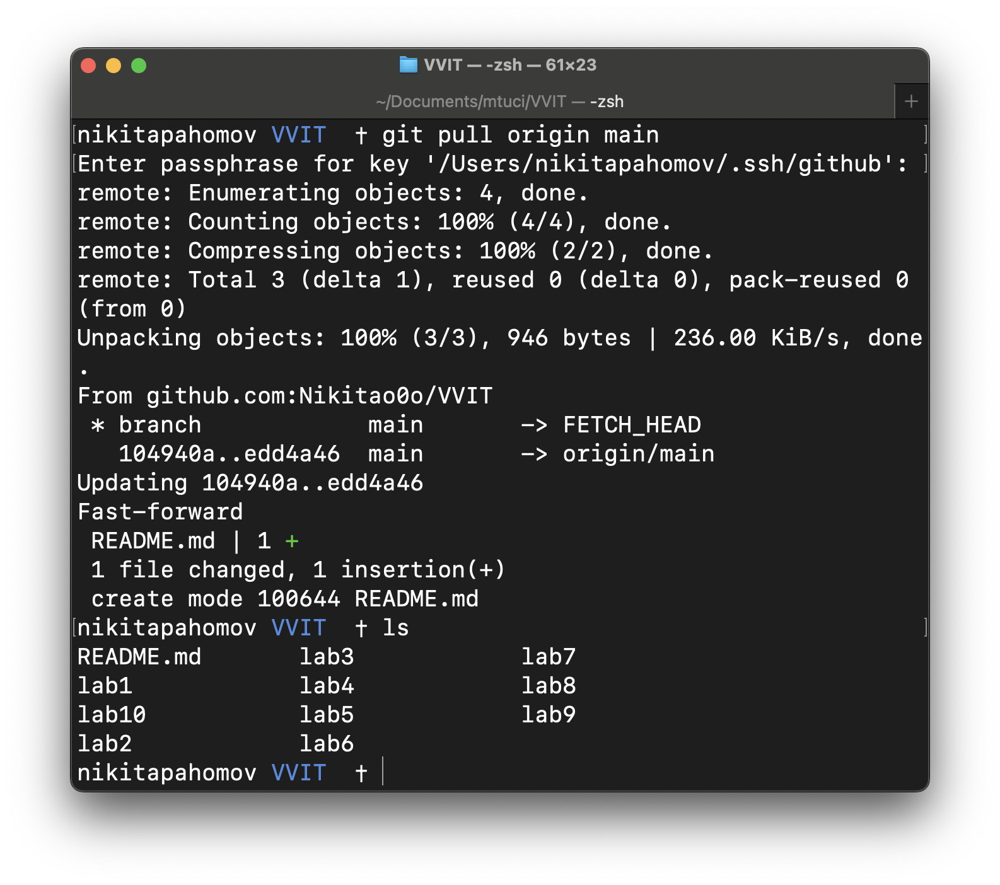 VVIT — -zsh — 61×23
~/Documents/mtuci/VVIT — -zsh
+
[nikitapahomov VVIT  † git pull origin main ]
[Enter passphrase for key '/Users/nikitapahomov/.ssh/github': ]
remote: Enumerating objects: 4, done.
remote: Counting objects: 100% (4/4), done.
remote: Compressing objects: 100% (2/2), done.
remote: Total 3 (delta 1), reused 0 (delta 0), pack-reused 0
(from 0)
Unpacking objects: 100% (3/3), 946 bytes | 236.00 KiB/s, done
.
From github.com:Nikitao0o/VVIT
 * branch            main       -> FETCH_HEAD
   104940a..edd4a46  main       -> origin/main
Updating 104940a..edd4a46
Fast-forward
 README.md | 1 +
 1 file changed, 1 insertion(+)
 create mode 100644 README.md
[nikitapahomov VVIT  † ls ]
README.md       lab3            lab7
lab1            lab4            lab8
lab10           lab5            lab9
lab2            lab6
nikitapahomov VVIT  †